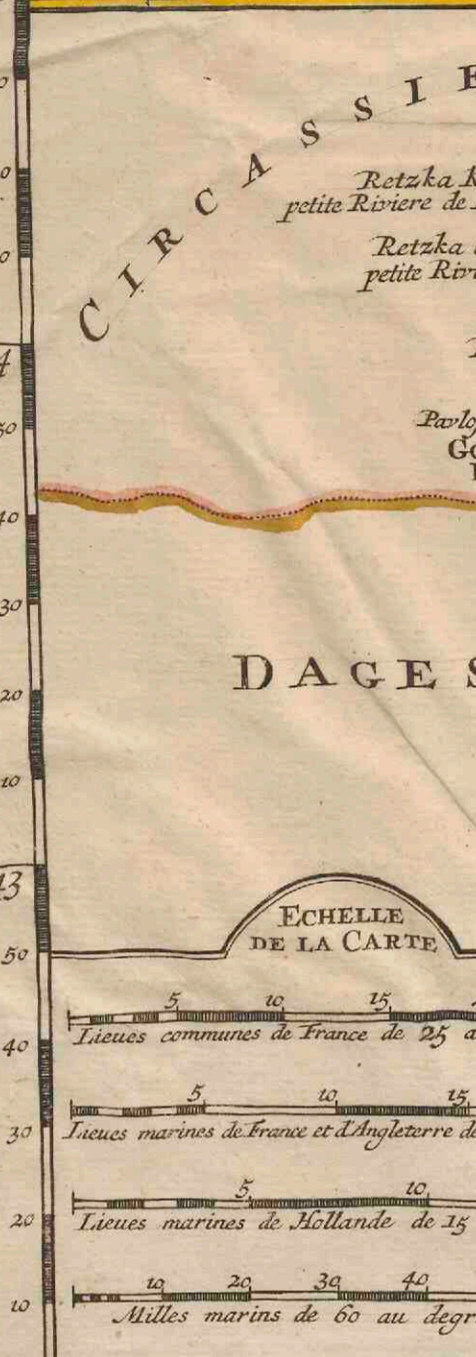 CIRCASSIE
Retzka
petite Riviere de
Retzka
petite
Pavlo
DAGES
ECHELLE
DE LA CARTE
5 10 15
Lieues communes de France de 25 a
5 10 15
Lieues marines de France et d'Angleterre de
5 10
Lieues marines de Hollande de 15
10 20 30 40
Milles marins de 60 au degr
50
40
30
20
10
50
40
30
20
10